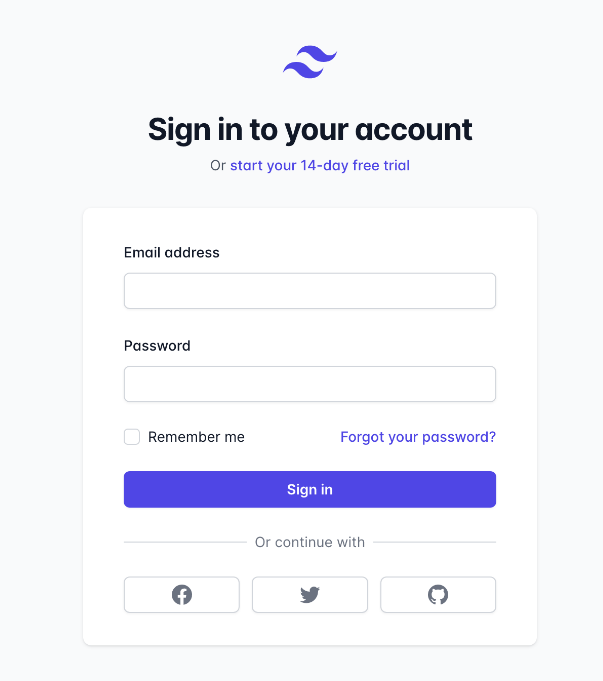 Sign in to your account
Or start your 14-day free trial
Email address
Password
Remember me
Forgot your password?
Sign in
Or continue with